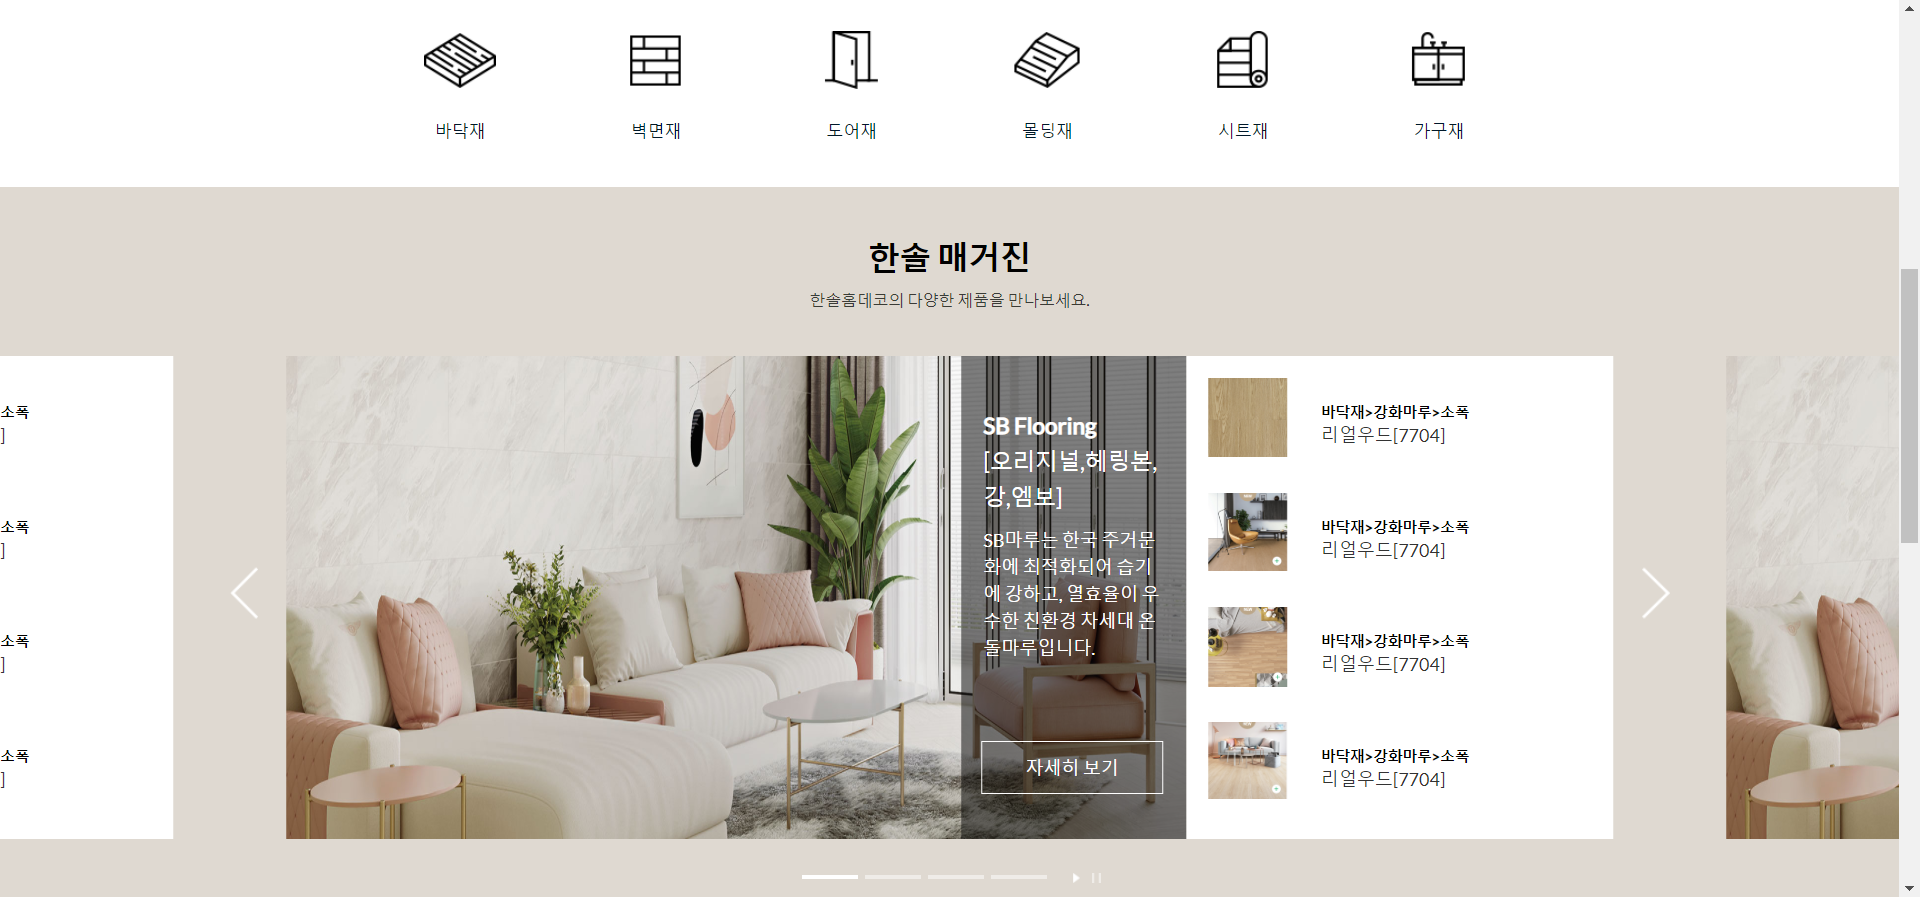 바닥재
벽면재
도어재
몰딩재
시트재
가구재
한솔 매거진
한솔홈데코의 다양한 제품을 만나보세요.
소폭
]
소폭
]
소폭
]
소폭
]
SB Flooring
[오리지널,헤링본,
강,엠보]
SB마루는 한국 주거문
화에 최적화되어 습기
에 강하고, 열효율이 우
수한 친환경 차세대 온
돌마루입니다.
자세히 보기
바닥재>강화마루>소폭
리얼우드[7704]
바닥재>강화마루>소폭
리얼우드[7704]
바닥재>강화마루>소폭
리얼우드[7704]
바닥재>강화마루>소폭
리얼우드[7704]